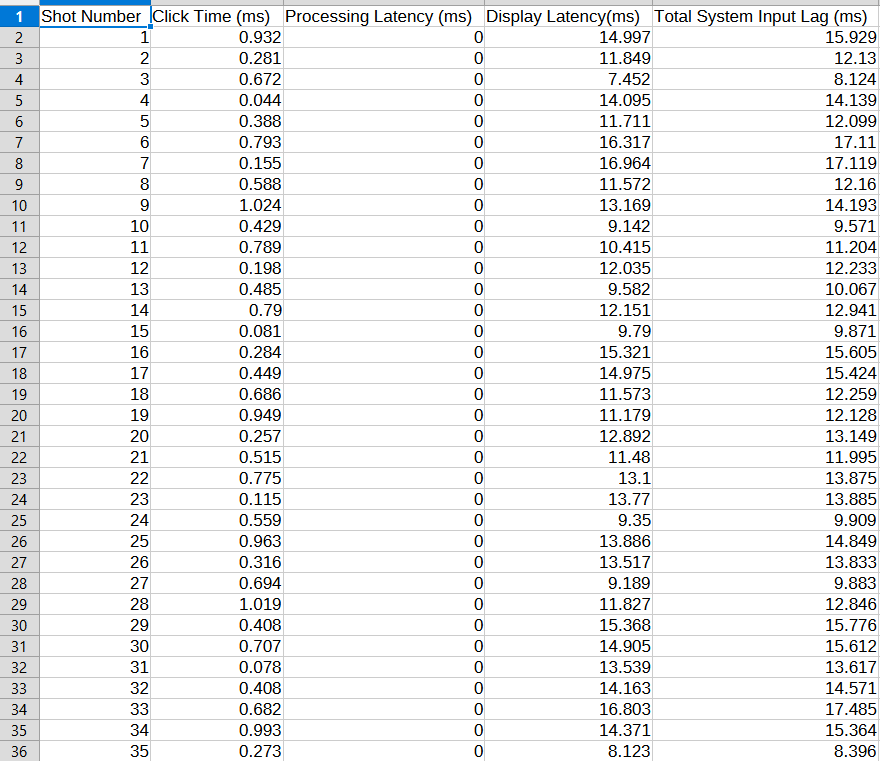 1 Shot Number Click Time (ms) Processing Latency (ms) Display Latency(ms) Total System Input Lag (ms)
2 1 0.932 0 14.997 15.929
3 2 0.281 0 11.849 12.13
4 3 0.672 0 7.452 8.124
5 4 0.044 0 14.095 14.139
6 5 0.388 0 11.711 12.099
7 6 0.793 0 16.317 17.11
8 7 0.155 0 16.964 17.119
9 8 0.588 0 11.572 12.16
10 9 1.024 0 13.169 14.193
11 10 0.429 0 9.142 9.571
12 11 0.789 0 10.415 11.204
13 12 0.198 0 12.035 12.233
14 13 0.485 0 9.582 10.067
15 14 0.79 0 12.151 12.941
16 15 0.081 0 9.79 9.871
17 16 0.284 0 15.321 15.605
18 17 0.449 0 14.975 15.424
19 18 0.686 0 11.573 12.259
20 19 0.949 0 11.179 12.128
21 20 0.257 0 12.892 13.149
22 21 0.515 0 11.48 11.995
23 22 0.775 0 13.1 13.875
24 23 0.115 0 13.77 13.885
25 24 0.559 0 9.35 9.909
26 25 0.963 0 13.886 14.849
27 26 0.316 0 13.517 13.833
28 27 0.694 0 9.189 9.883
29 28 1.019 0 11.827 12.846
30 29 0.408 0 15.368 15.776
31 30 0.707 0 14.905 15.612
32 31 0.078 0 13.539 13.617
33 32 0.408 0 14.163 14.571
34 33 0.682 0 16.803 17.485
35 34 0.993 0 14.371 15.364
36 35 0.273 0 8.123 8.396